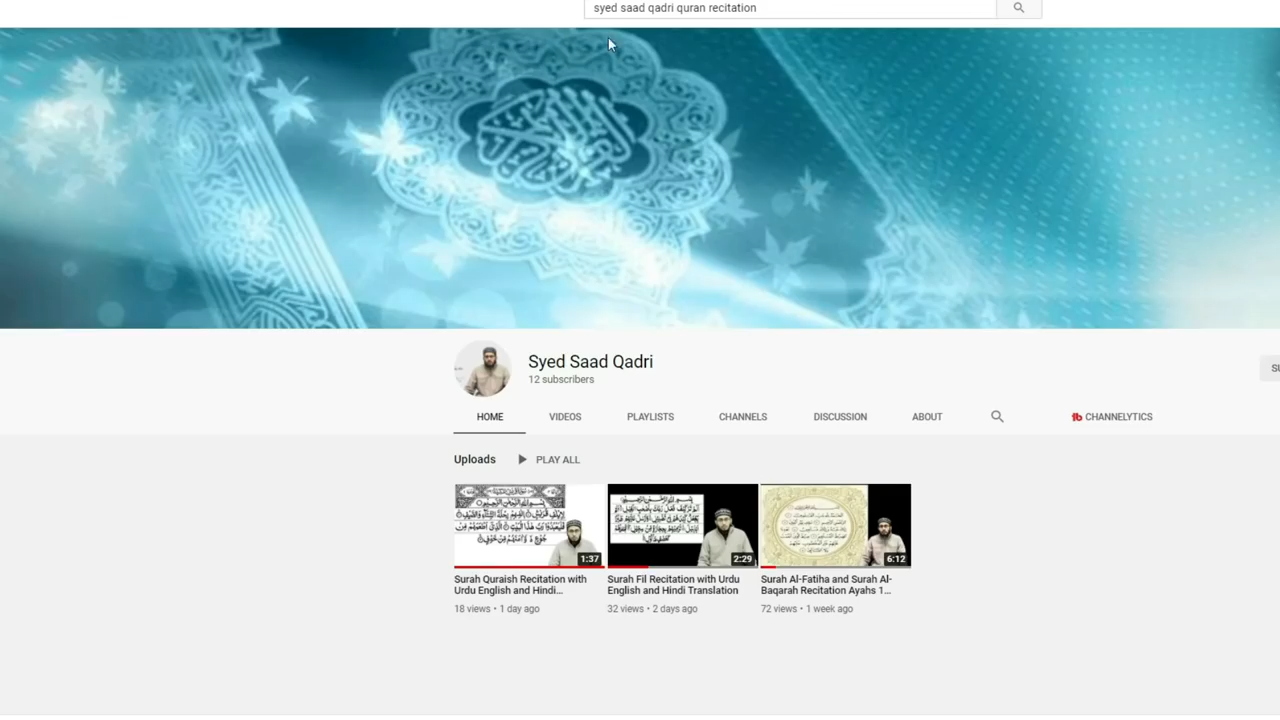 syed saad qadri quran recitation
Syed Saad Qadri
12 subscribers
HOME VIDEOS PLAYLISTS CHANNELS DISCUSSION ABOUT CHANNELYTICS
Uploads PLAY ALL
1:37 2:29 6:12
Surah Quraish Recitation with
Urdu English and Hindi...
18 views • 1 day ago
Surah Fil Recitation with Urdu
English and Hindi Translation
32 views • 2 days ago
Surah Al-Fatiha and Surah Al-
Baqarah Recitation Ayahs 1...
72 views • 1 week ago